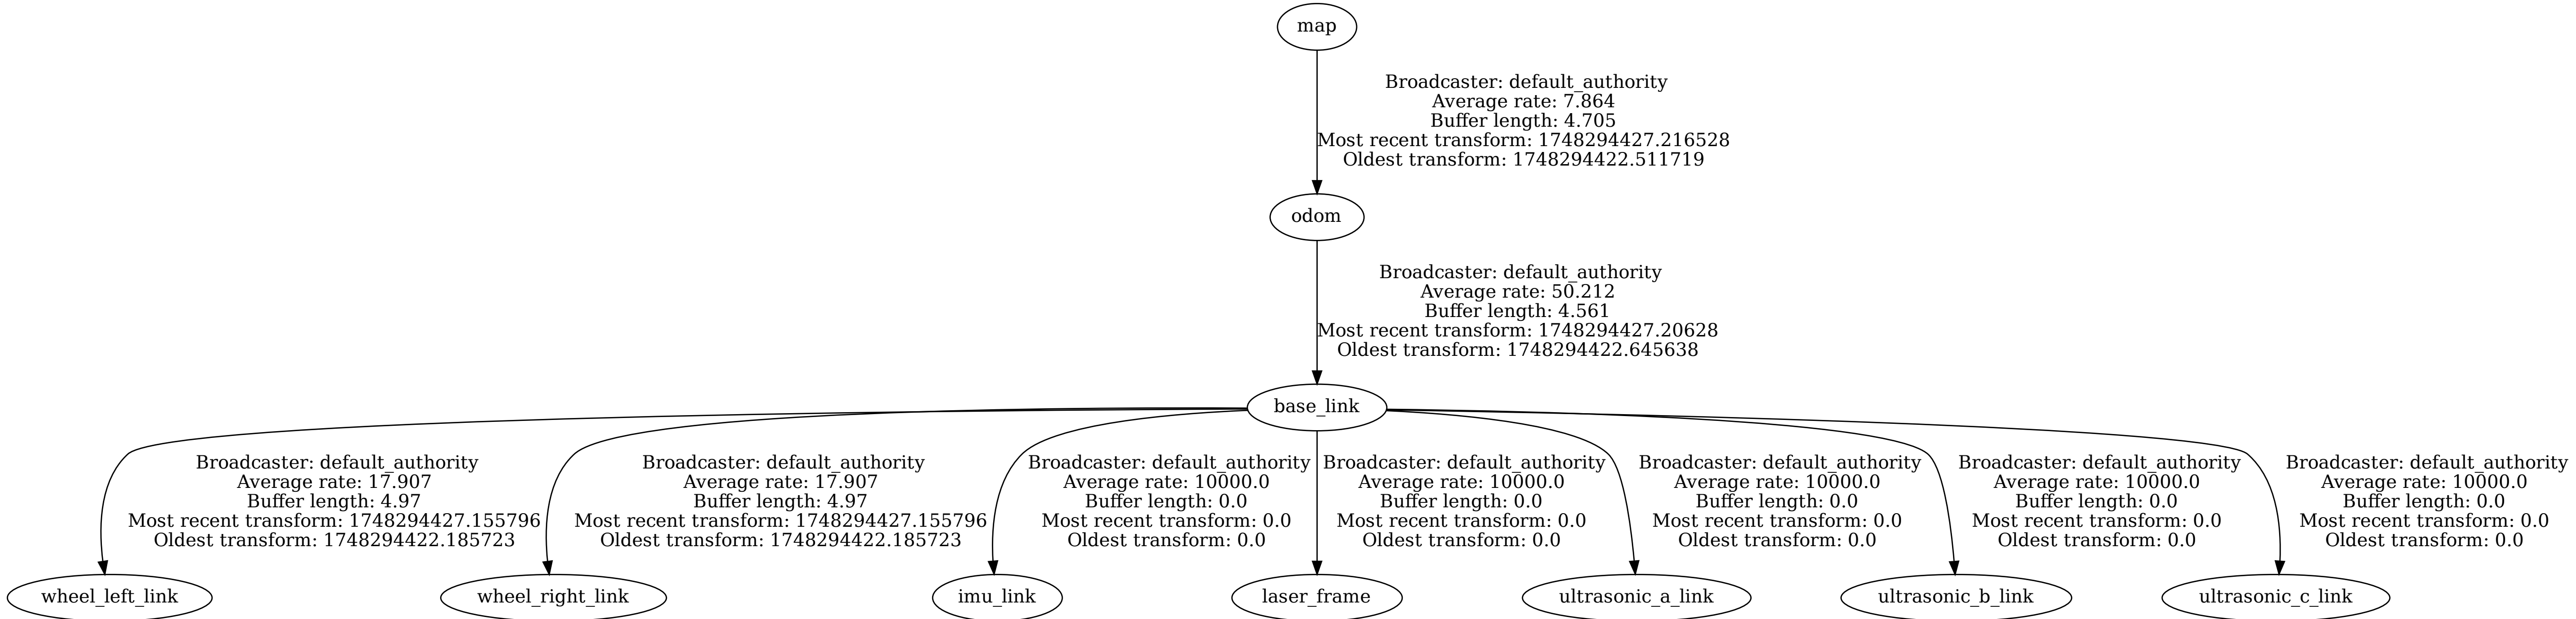 map
Broadcaster: default_authority
Average rate: 7.864
Buffer length: 4.705
Most recent transform: 1748294427.216528
Oldest transform: 1748294422.511719
odom
Broadcaster: default_authority
Average rate: 50.212
Buffer length: 4.561
Most recent transform: 1748294427.20628
Oldest transform: 1748294422.645638
base_link
Broadcaster: default_authority
Average rate: 17.907
Buffer length: 4.97
Most recent transform: 1748294427.155796
Oldest transform: 1748294422.185723
Broadcaster: default_authority
Average rate: 17.907
Buffer length: 4.97
Most recent transform: 1748294427.155796
Oldest transform: 1748294422.185723
Broadcaster: default_authority
Average rate: 10000.0
Buffer length: 0.0
Most recent transform: 0.0
Oldest transform: 0.0
Broadcaster: default_authority
Average rate: 10000.0
Buffer length: 0.0
Most recent transform: 0.0
Oldest transform: 0.0
Broadcaster: default_authority
Average rate: 10000.0
Buffer length: 0.0
Most recent transform: 0.0
Oldest transform: 0.0
Broadcaster: default_authority
Average rate: 10000.0
Buffer length: 0.0
Most recent transform: 0.0
Oldest transform: 0.0
Broadcaster: default_authority
Average rate: 10000.0
Buffer length: 0.0
Most recent transform: 0.0
Oldest transform: 0.0
wheel_left_link
wheel_right_link
imu_link
laser_frame
ultrasonic_a_link
ultrasonic_b_link
ultrasonic_c_link